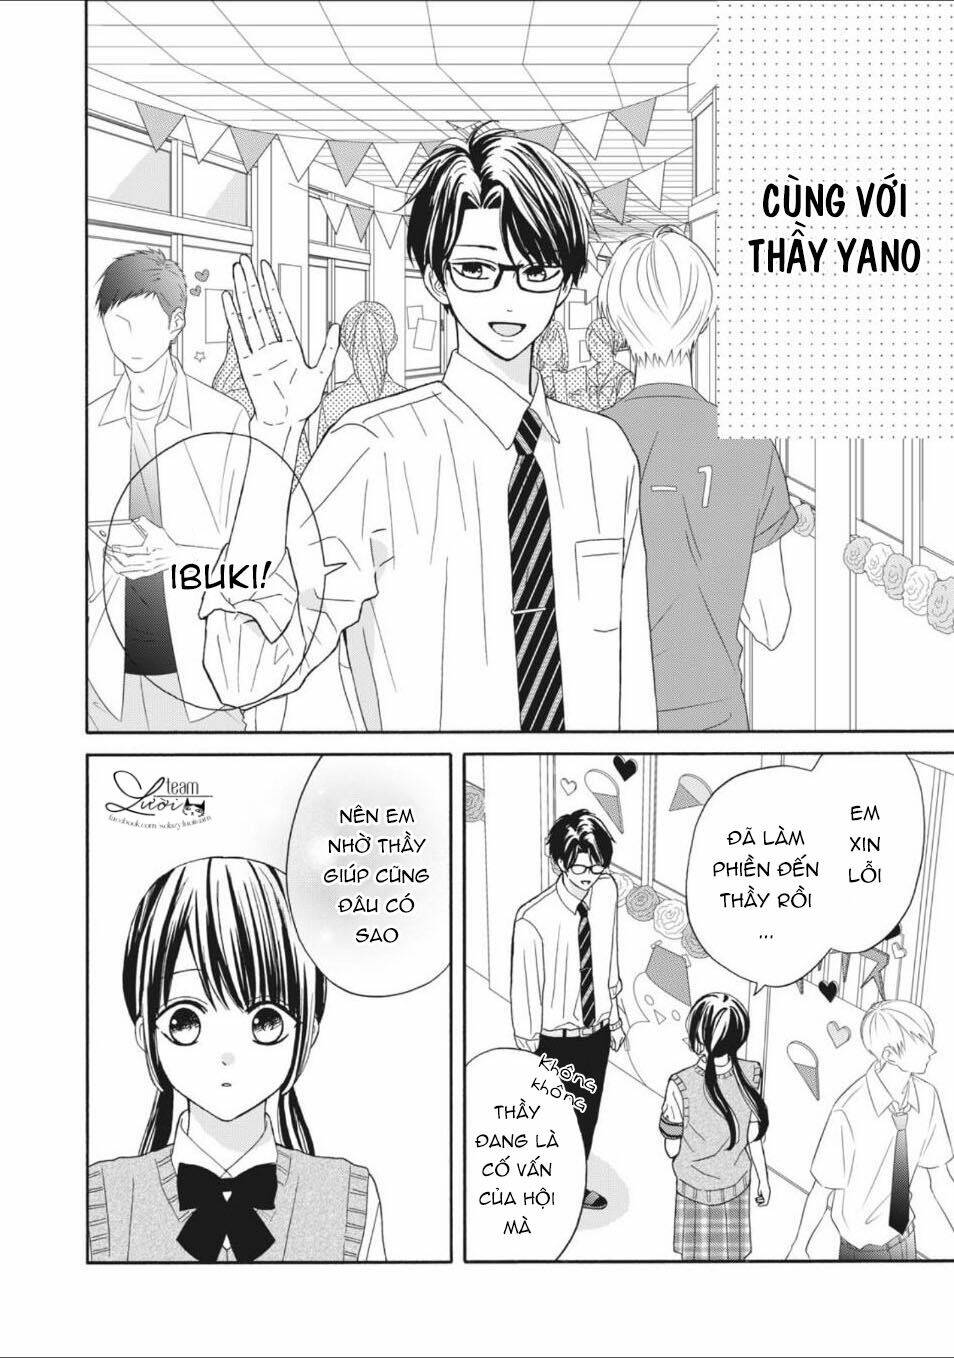 CÙNG VỚI
THẦY YANO
IBUKI!
-1
EM
XIN
LỖI
ĐÃ LÀM
PHIỀN ĐẾN
THẦY RỒI
...
Không
không
THẦY
ĐANG LÀ
CỐ VẤN
CỦA HỘI
MÀ
NÊN EM
NHỜ THẦY
GIÚP CŨNG
ĐÂU CÓ
SAO
team
Lười